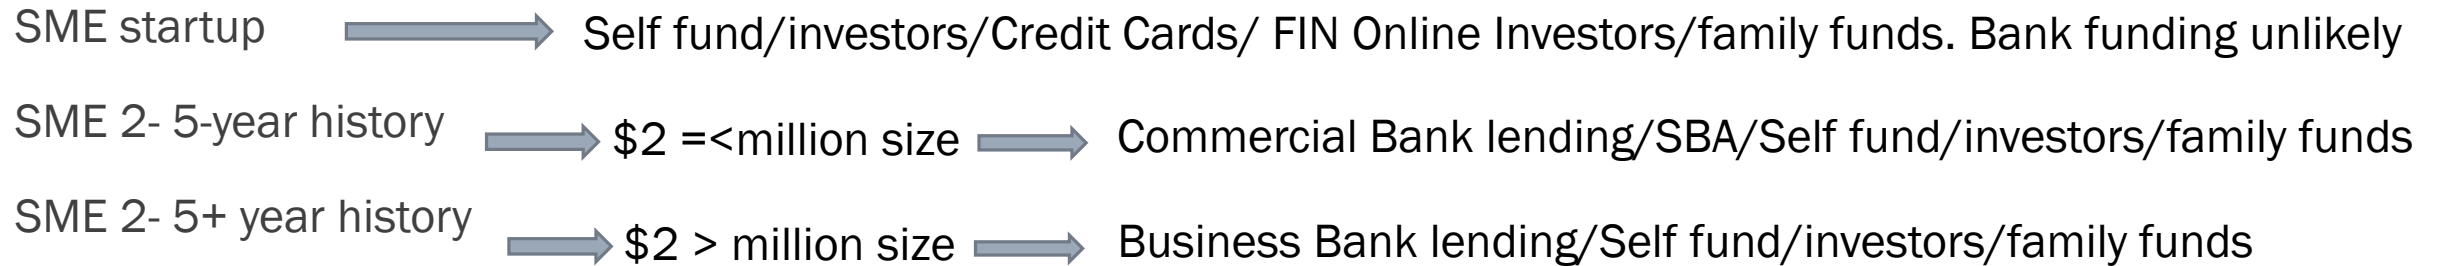 SME startup Self fund/investors/Credit Cards/ FIN Online Investors/family funds. Bank funding unlikely
SME 2- 5-year history $2 =<million size Commercial Bank lending/SBA/Self fund/investors/family funds
SME 2- 5+ year history $2 > million size Business Bank lending/Self fund/investors/family funds